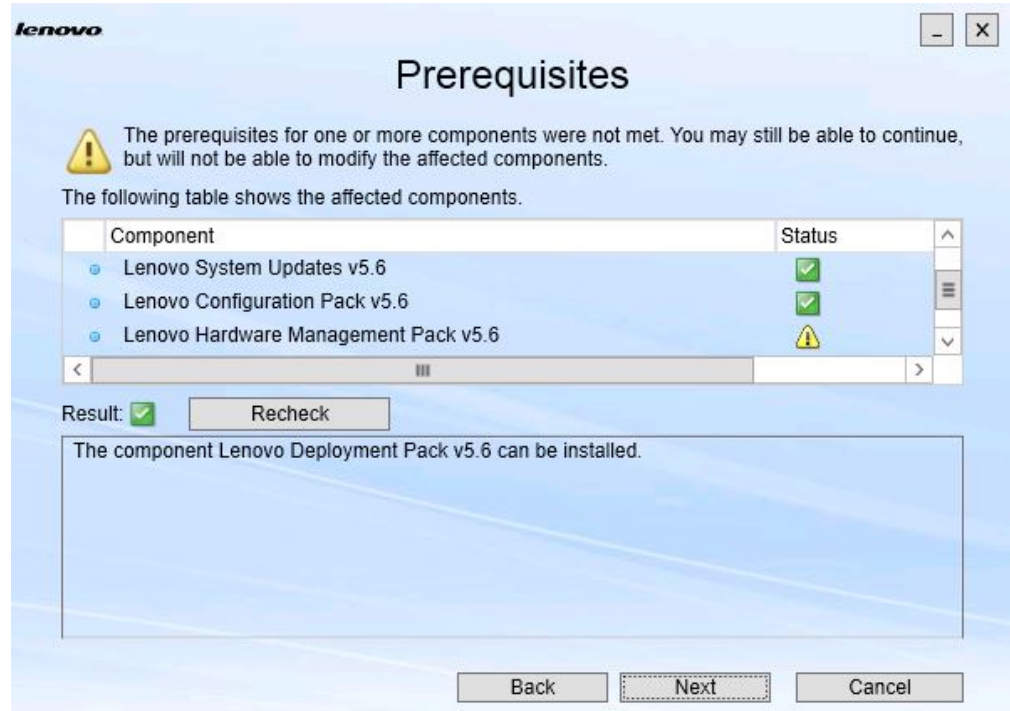 lenovo
Prerequisites
The prerequisites for one or more components were not met. You may still be able to continue,
but will not be able to modify the affected components.
The following table shows the affected components.
Component Status
Lenovo System Updates v5.6
Lenovo Configuration Pack v5.6
Lenovo Hardware Management Pack v5.6
Result: Recheck
The component Lenovo Deployment Pack v5.6 can be installed.
Back Next Cancel